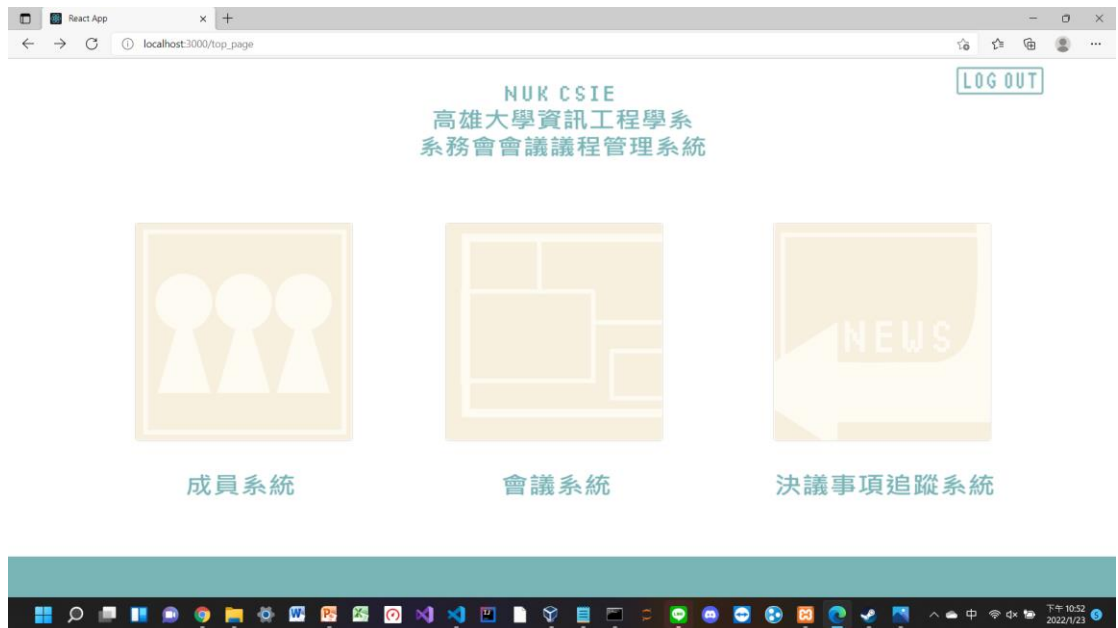 React App
localhost:3000/top_page
LOG OUT
NUK CSIE
高雄大學資訊工程學系
系務會會議議程管理系統
NEWS
成員系統
會議系統
決議事項追蹤系統
中
下午 10:52
2022/1/23